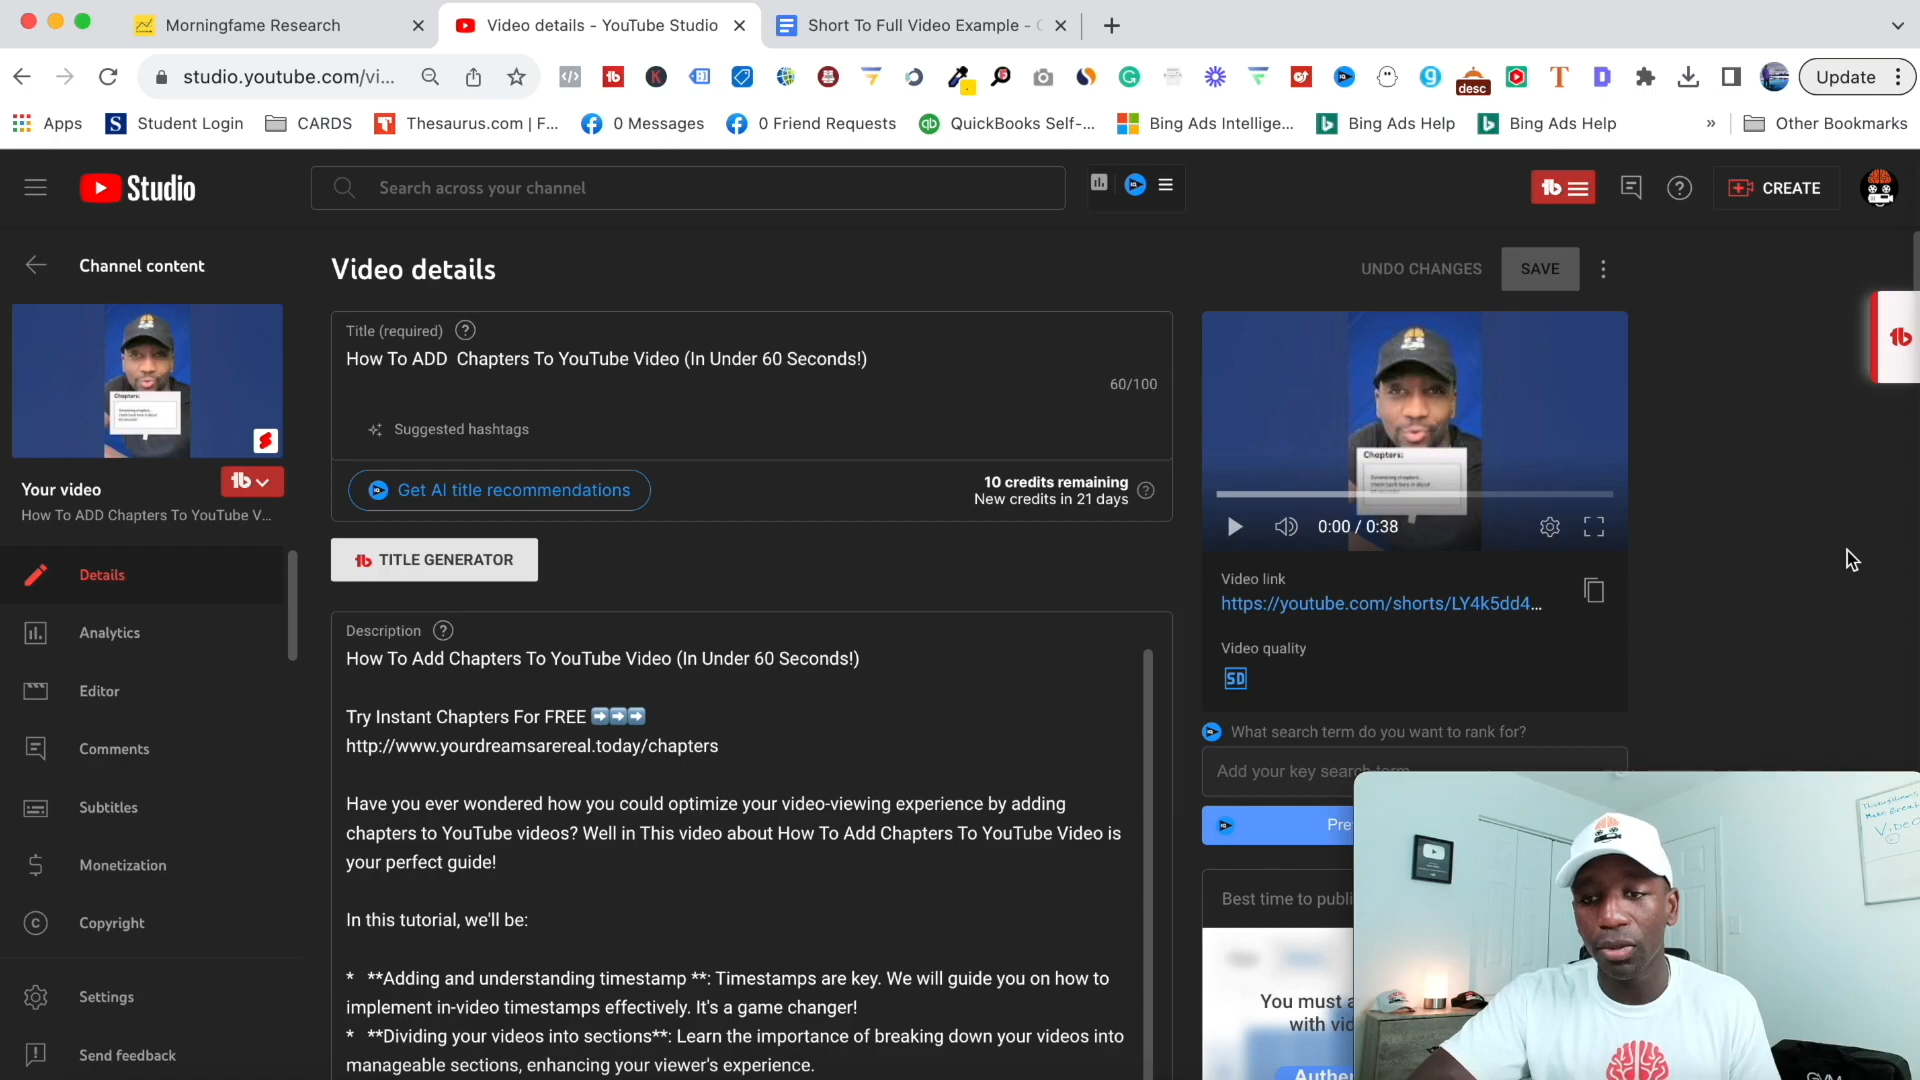 Morningfame Research
Video details - YouTube Studio
Short To Full Video Example -
studio.youtube.com/vi...
desc
Update
Apps
Student Login
CARDS
Thesaurus.com | F...
0 Messages
0 Friend Requests
QuickBooks Self-...
Bing Ads Intellige...
Bing Ads Help
Bing Ads Help
»
Other Bookmarks
Studio
Search across your channel
CREATE
Channel content
Video details
UNDO CHANGES
SAVE
Title (required)
How To ADD  Chapters To YouTube Video (In Under 60 Seconds!)
60/100
Suggested hashtags
Get AI title recommendations
10 credits remaining
New credits in 21 days
TITLE GENERATOR
Your video
How To ADD Chapters To YouTube V...
Details
Analytics
Editor
Comments
Subtitles
Monetization
Copyright
Settings
Send feedback
Description
How To Add Chapters To YouTube Video (In Under 60 Seconds!)
Try Instant Chapters For FREE ➡️➡️➡️
http://www.yourdreamsarereal.today/chapters
Have you ever wondered how you could optimize your video-viewing experience by adding
chapters to YouTube videos? Well in This video about How To Add Chapters To YouTube Video is
your perfect guide!
In this tutorial, we'll be:
*   **Adding and understanding timestamp **: Timestamps are key. We will guide you on how to
implement in-video timestamps effectively. It's a game changer!
*   **Dividing your videos into sections**: Learn the importance of breaking down your videos into
manageable sections, enhancing your viewer's experience.
Chapters:
0:00 / 0:38
Video link
https://youtube.com/shorts/LY4k5dd4...
Video quality
SD
What search term do you want to rank for?
Add your key search term
Best time to publi
You must a
with vid
Authe